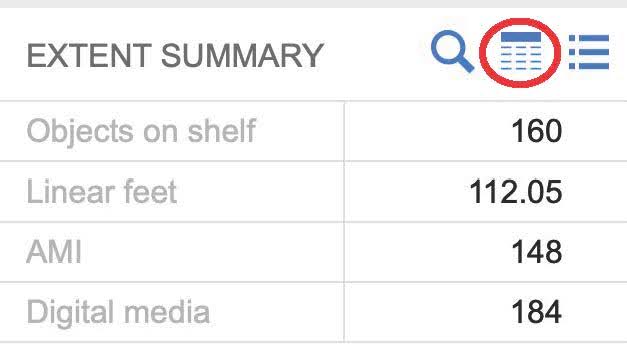 EXTENT SUMMARY
Objects on shelf 160
Linear feet 112.05
AMI 148
Digital media 184